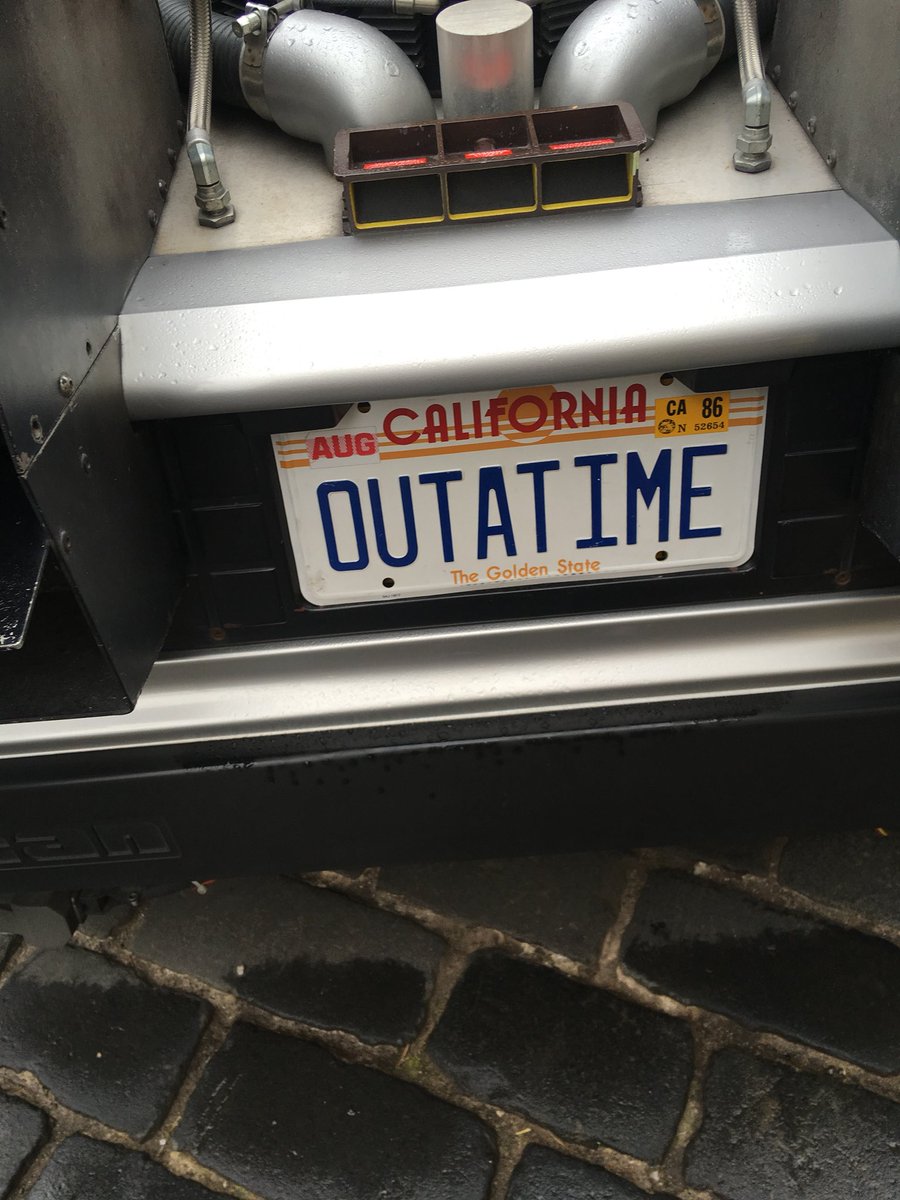 AUG CALIFORNIA CA 86
N 52654
OUTATIME
The Golden State